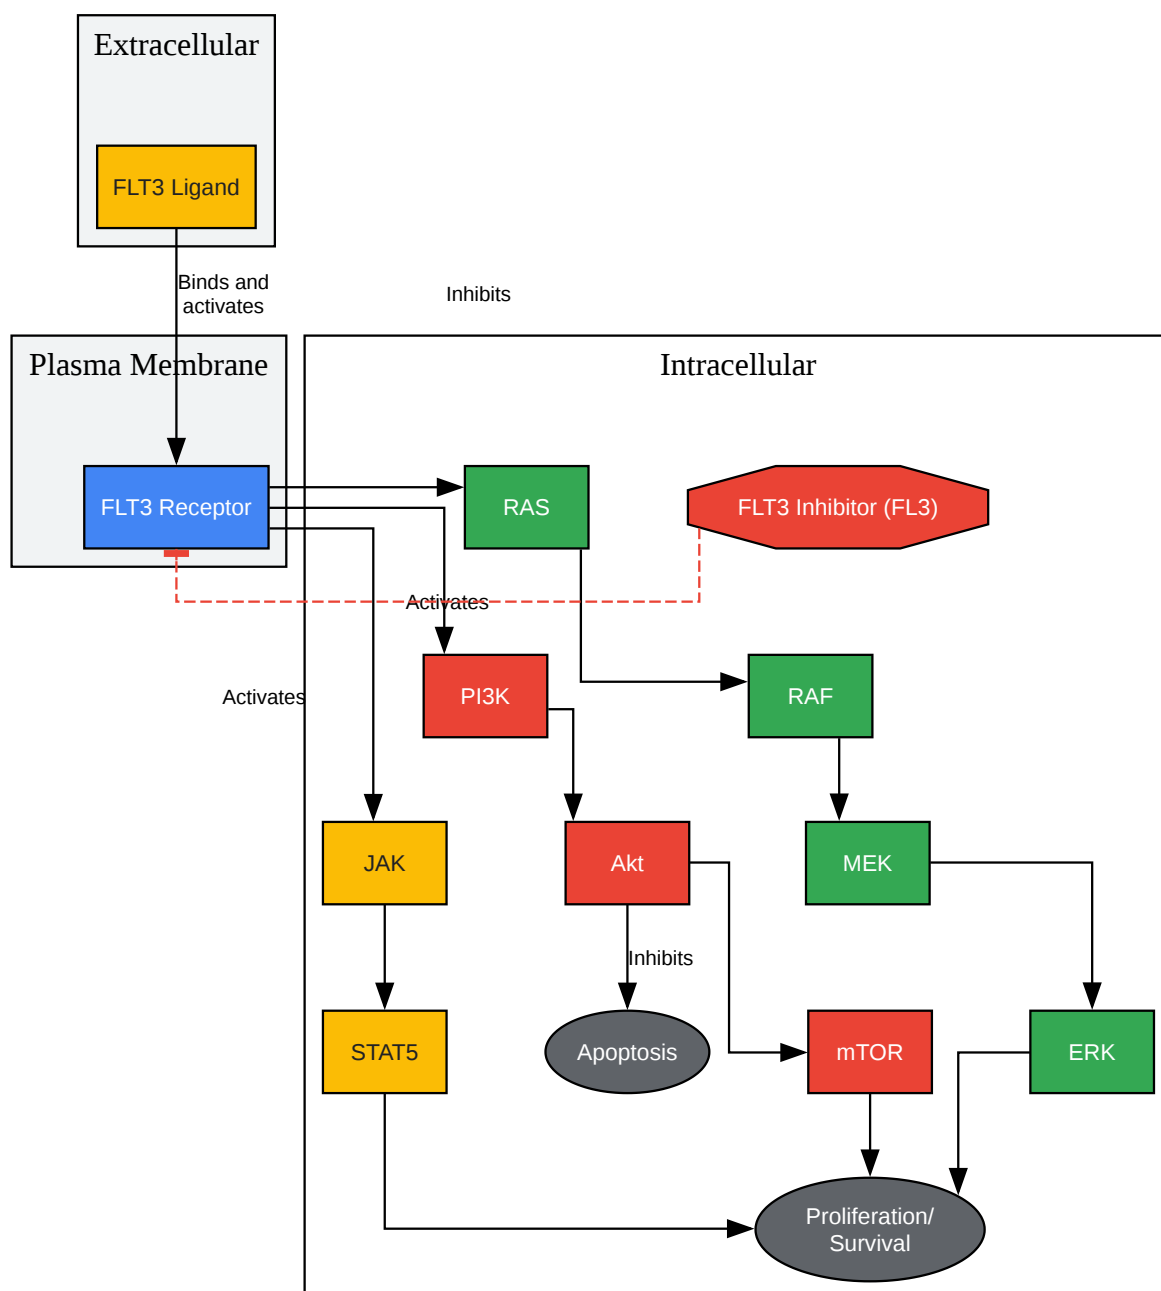 Extracellular
FLT3 Ligand
Binds and
activates
Inhibits
Plasma Membrane
Intracellular
FLT3 Receptor
RAS
FLT3 Inhibitor (FL3)
Activates
PI3K
RAF
Activates
JAK
Akt
MEK
Inhibits
STAT5
Apoptosis
mTOR
ERK
Proliferation/
Survival